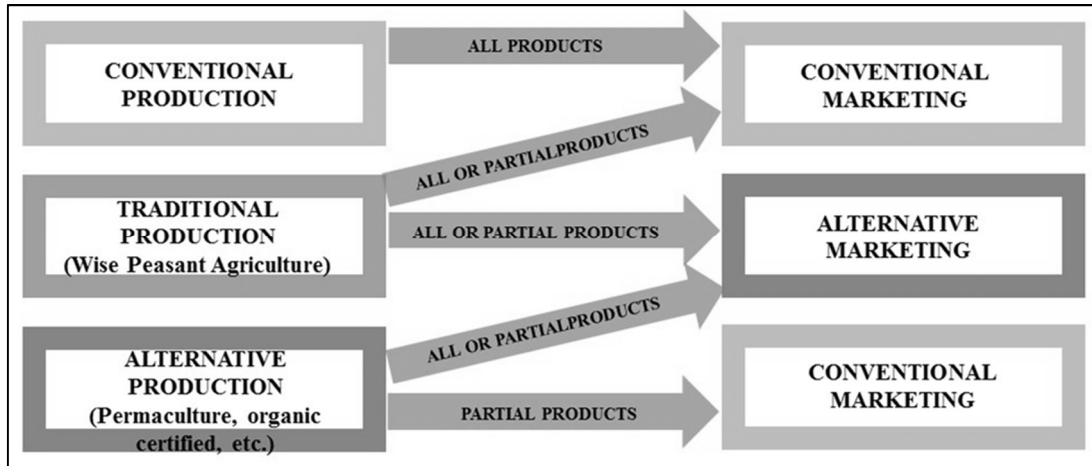 CONVENTIONAL
PRODUCTION
ALL PRODUCTS
CONVENTIONAL
MARKETING
ALL OR PARTIALPRODUCTS
TRADITIONAL
PRODUCTION
(Wise Peasant Agriculture)
ALL OR PARTIAL PRODUCTS
ALTERNATIVE
MARKETING
ALL OR PARTIALPRODUCTS
ALTERNATIVE
PRODUCTION
(Permaculture, organic
certified, etc.)
PARTIAL PRODUCTS
CONVENTIONAL
MARKETING